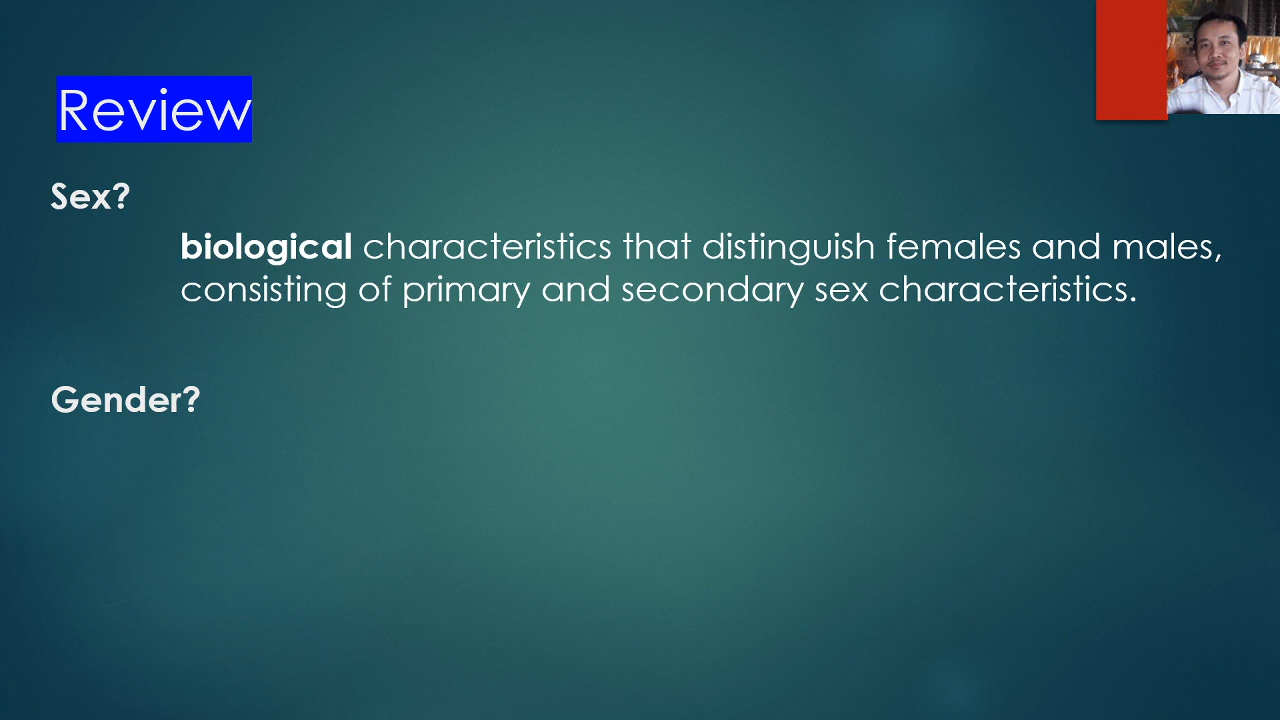 Review
Sex?
biological characteristics that distinguish females and males,
consisting of primary and secondary sex characteristics.
Gender?